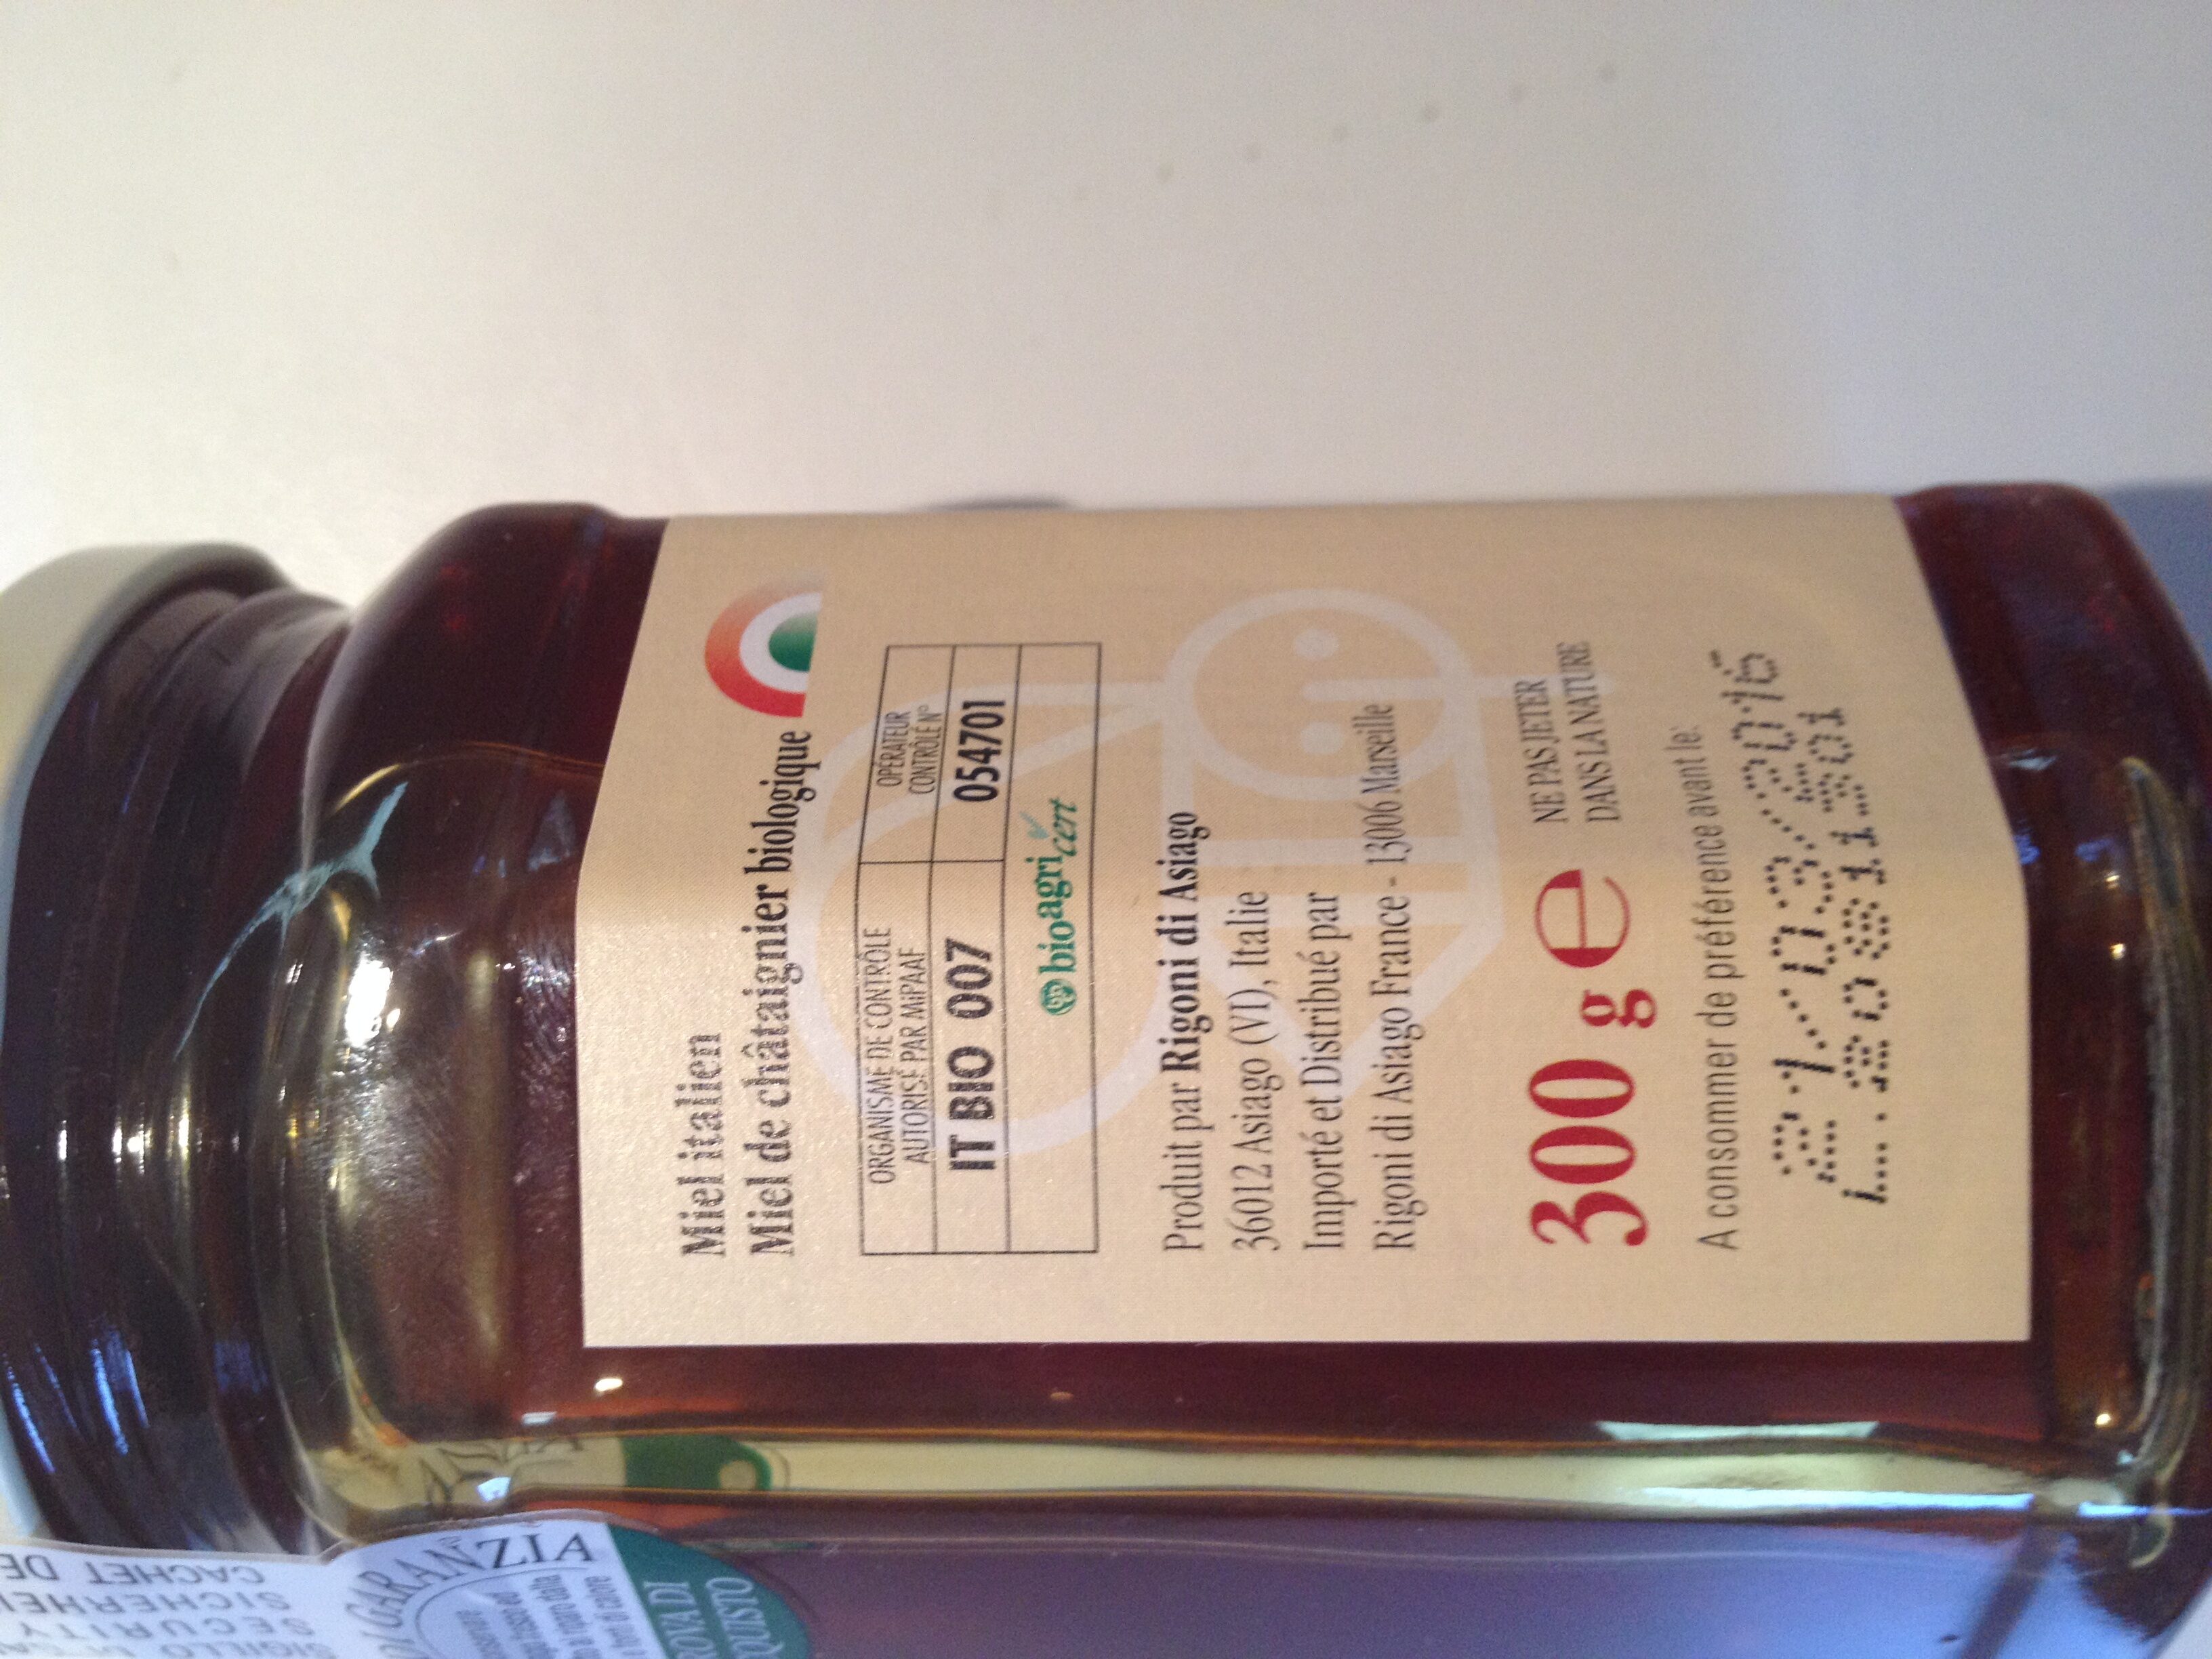 Miel italien
Miel de châtaignier biologique
ORGANISME DE CONTRÔLE
AUTORISÉ PAR MiPAAF
OPÉRATEUR
CONTRÔLE N°
IT BIO 007
054701
bioagricert
Produit par Rigoni di Asiago
36012 Asiago (VI), Italie
Importé et Distribué par
Rigoni di Asiago France - 13006 Marseille
300 g e
NE PAS JETER
DANS LA NATURE
A consommer de préférence avant le:
21/03/2016
DI GARANZIA
SECURITY
CACHET DE